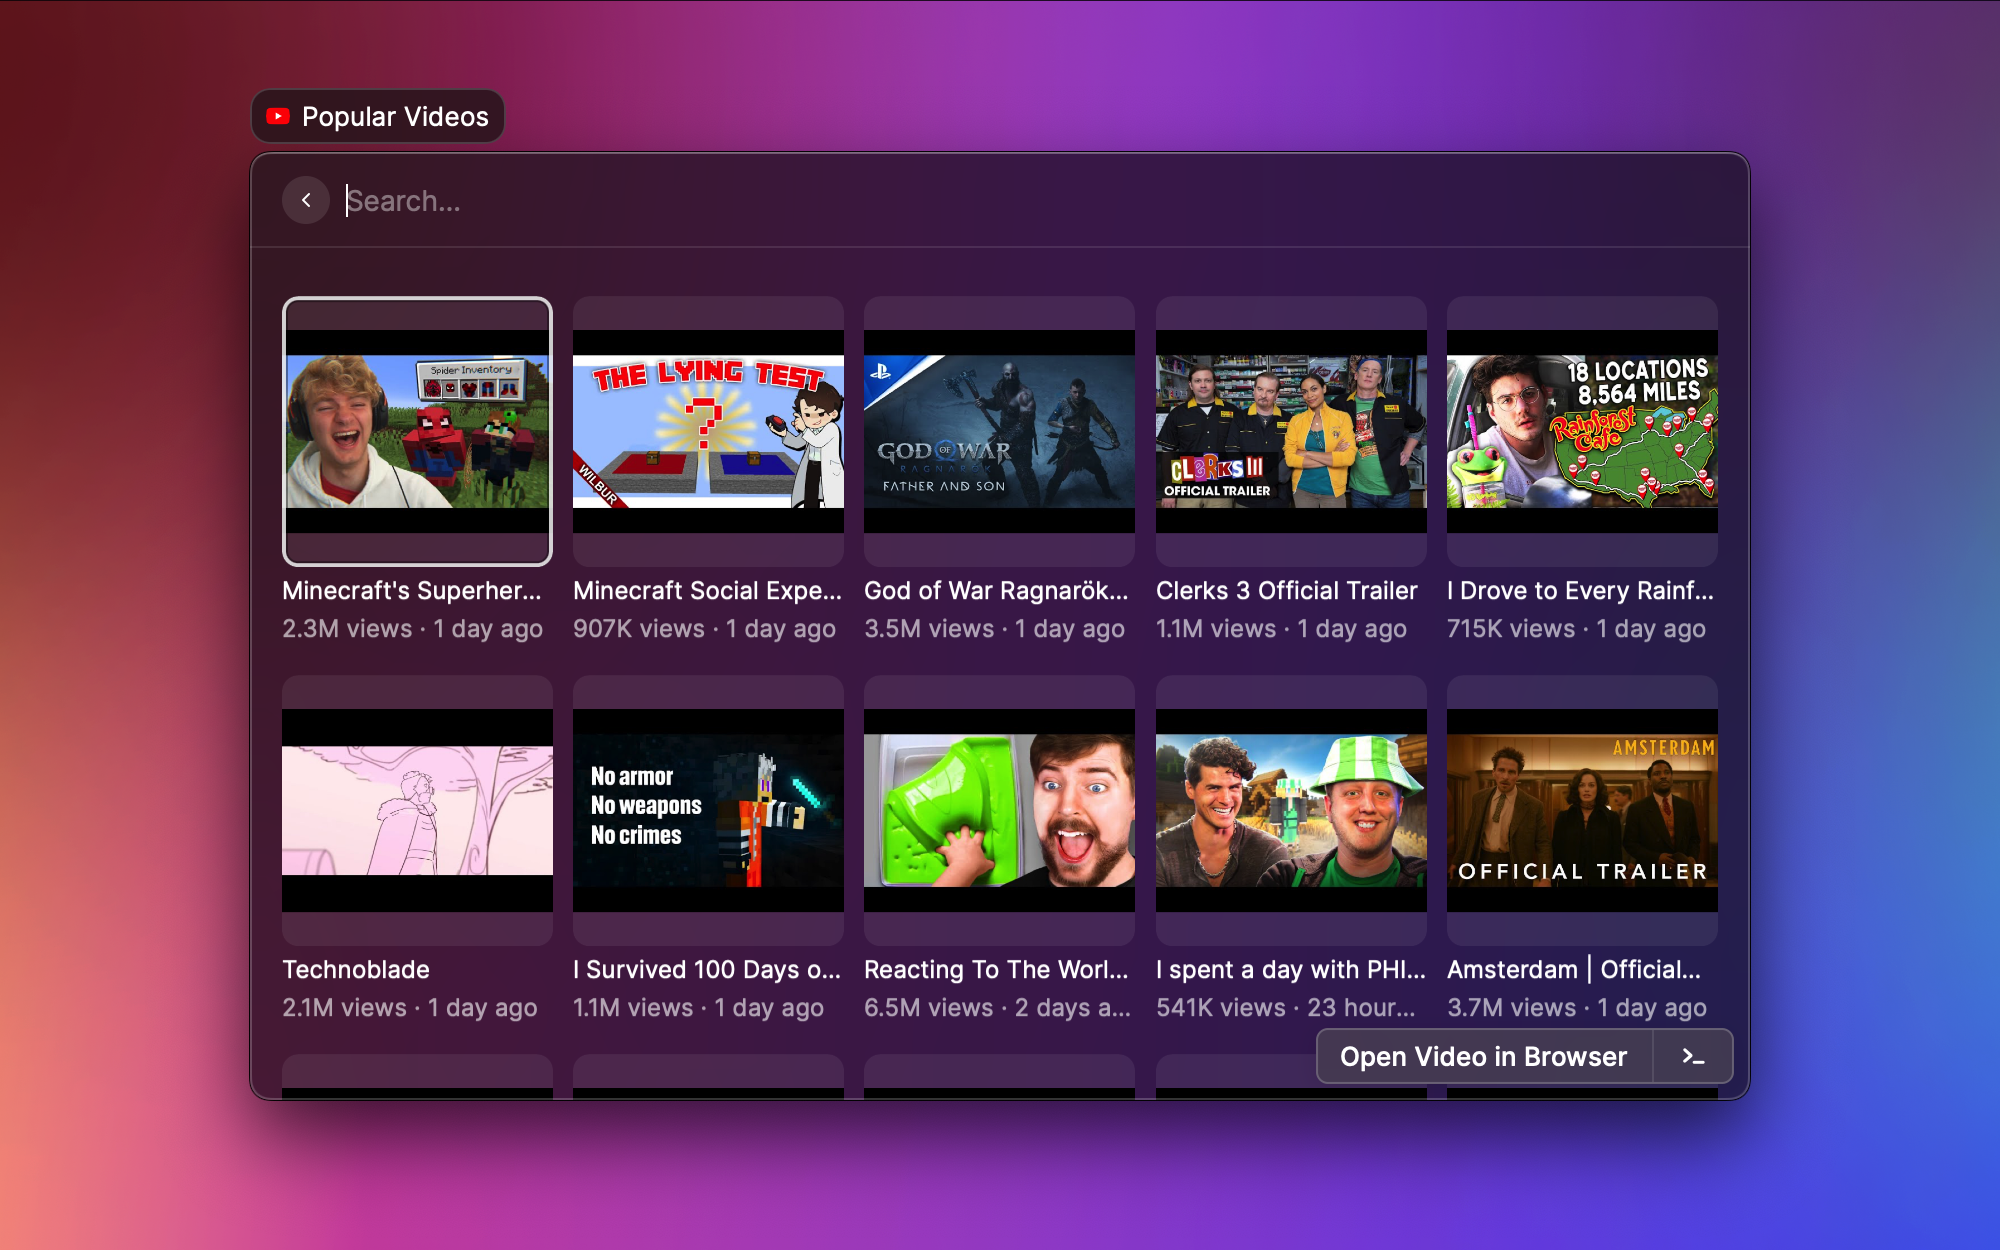 Popular Videos
Search...
Spider Inventory
THE LYING TEST
?
WILBUR
GOD OF WAR
RAGNARÖK
FATHER AND SON
CLERKS III
OFFICIAL TRAILER
18 LOCATIONS
8,564 MILES
Rainforest
Cafe
Minecraft's Superher...
Minecraft Social Expe...
God of War Ragnarök...
Clerks 3 Official Trailer
I Drove to Every Rainf...
2.3M views · 1 day ago
907K views · 1 day ago
3.5M views · 1 day ago
1.1M views · 1 day ago
715K views · 1 day ago
No armor
No weapons
No crimes
AMSTERDAM
OFFICIAL TRAILER
Technoblade
I Survived 100 Days o...
Reacting To The Worl...
I spent a day with PHI...
Amsterdam | Official...
2.1M views · 1 day ago
1.1M views · 1 day ago
6.5M views · 2 days a...
541K views · 23 hour...
3.7M views · 1 day ago
Open Video in Browser